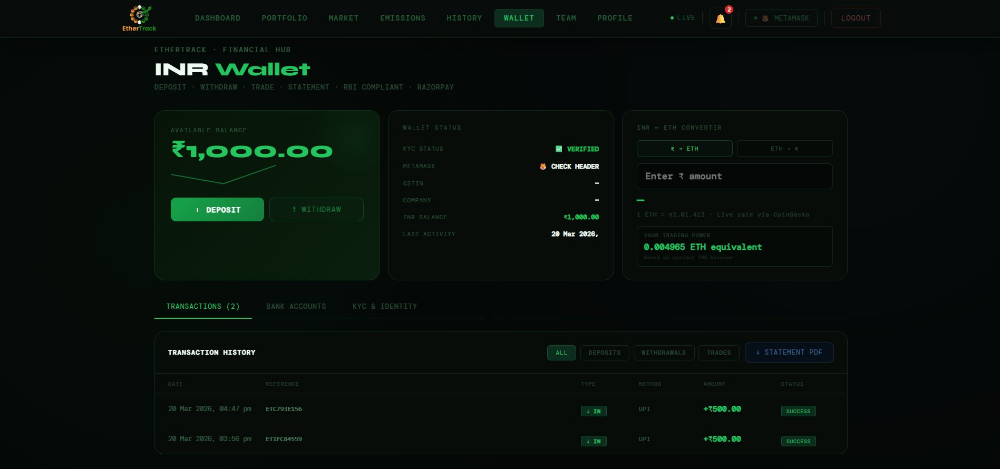 EtherTrack
DASHBOARD PORTFOLIO MARKET EMISSIONS HISTORY WALLET TEAM PROFILE
LIVE
2
METAMASK
LOGOUT
ETHERTRACK · FINANCIAL HUB
INR Wallet
DEPOSIT · WITHDRAW · TRADE · STATEMENT · RBI COMPLIANT · RAZORPAY
AVAILABLE BALANCE
₹1,000.00
+ DEPOSIT
↑ WITHDRAW
WALLET STATUS
KYC STATUS ✅ VERIFIED
METAMASK 🦊 CHECK HEADER
GSTIN —
COMPANY —
INR BALANCE ₹1,000.00
LAST ACTIVITY 20 Mar 2026,
INR ⇔ ETH CONVERTER
₹ → ETH
ETH → ₹
Enter ₹ amount
—
1 ETH = ₹2,01,412 · Live rate via CoinGecko
YOUR TRADING POWER
0.004965 ETH equivalent
Based on current INR balance
TRANSACTIONS (2) BANK ACCOUNTS KYC & IDENTITY
TRANSACTION HISTORY
ALL DEPOSITS WITHDRAWALS TRADES ↓ STATEMENT PDF
DATE REFERENCE TYPE METHOD AMOUNT STATUS
20 Mar 2026, 04:47 pm ETC793E156 ↓ IN UPI +₹500.00 SUCCESS
20 Mar 2026, 03:56 pm ET1FC84559 ↓ IN UPI +₹500.00 SUCCESS